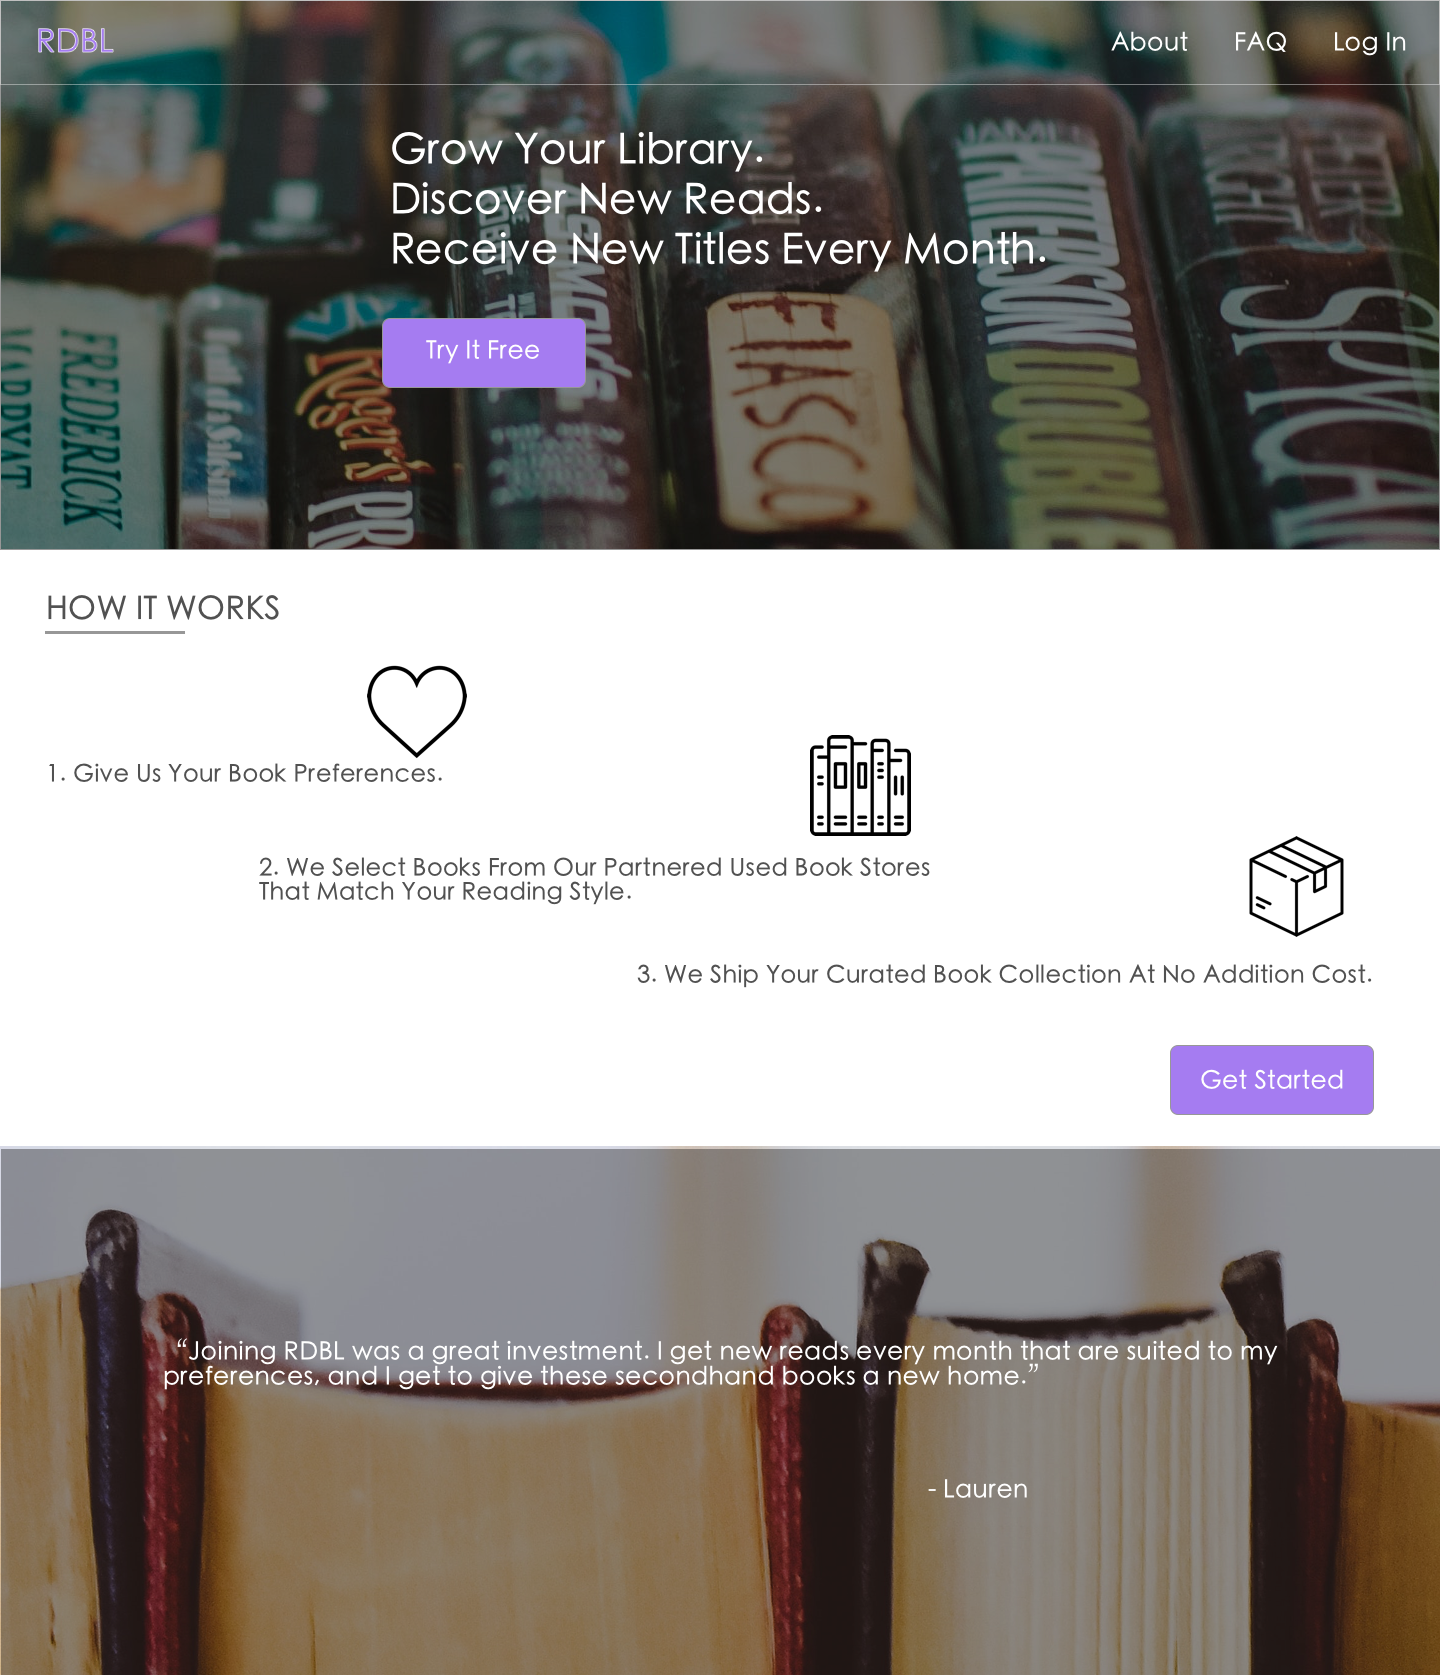 RDBL
About FAQ Log In
Grow Your Library.
Discover New Reads.
Receive New Titles Every Month.
Try It Free
FREDERICK
MARRYAT
Roger's
FIASCO
PATTERSON
DOUBLE
HOW IT WORKS
1. Give Us Your Book Preferences.
2. We Select Books From Our Partnered Used Book Stores
That Match Your Reading Style.
3. We Ship Your Curated Book Collection At No Addition Cost.
Get Started
“Joining RDBL was a great investment. I get new reads every month that are suited to my
preferences, and I get to give these secondhand books a new home.”
- Lauren